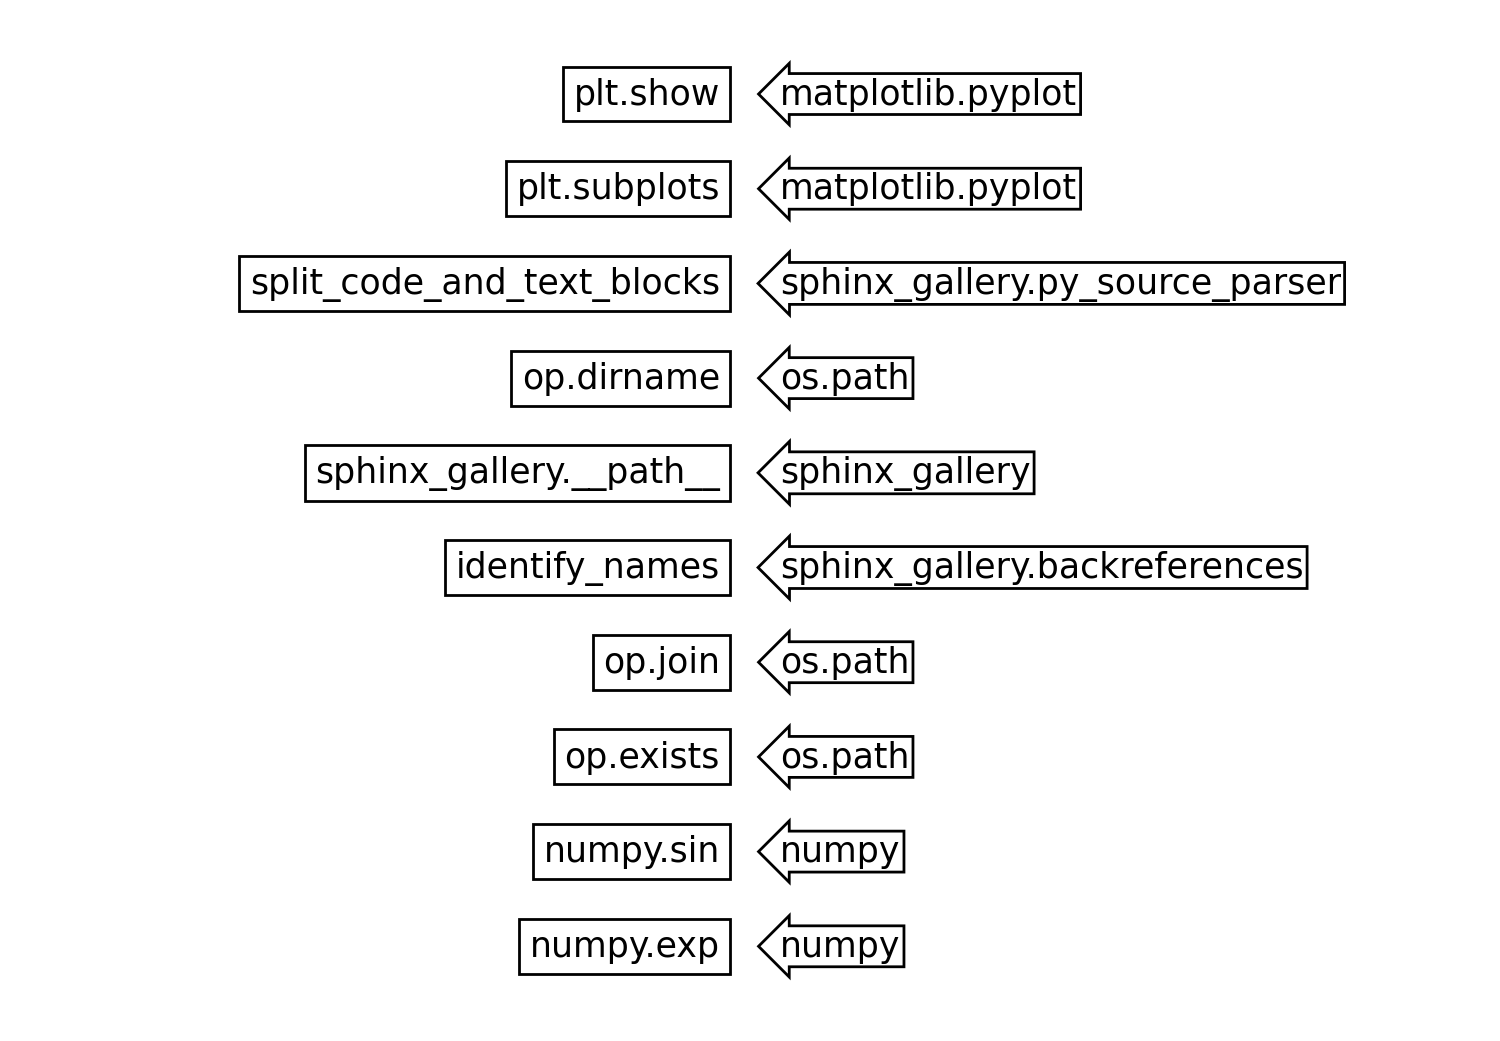 plt.show matplotlib.pyplot
plt.subplots matplotlib.pyplot
split_code_and_text_blocks sphinx_gallery.py_source_parser
op.dirname os.path
sphinx_gallery.__path__ sphinx_gallery
identify_names sphinx_gallery.backreferences
op.join os.path
op.exists os.path
numpy.sin numpy
numpy.exp numpy